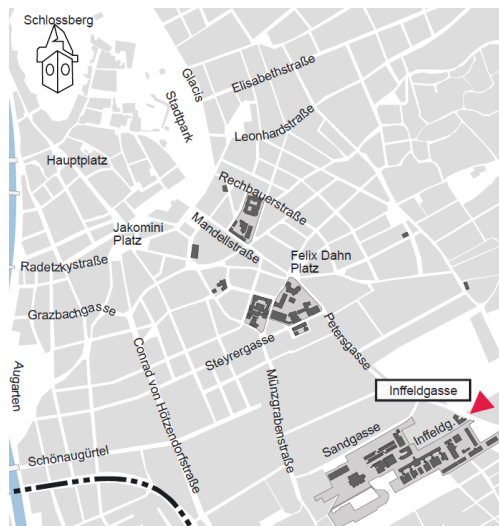 Schlossberg
Glacis
Stadtpark
Elisabethstraße
Leonhardstraße
Hauptplatz
Rechbauerstraße
Jakomini
Platz
Mandellstraße
Felix Dahn
Platz
Radetzkystraße
Grazbachgasse
Petersgasse
Steyrergasse
Augarten
Conrad von Hötzendorfstraße
Münzgrabenstraße
Inffeldgasse
Sandgasse
Inffeldg.
Schönaugürtel